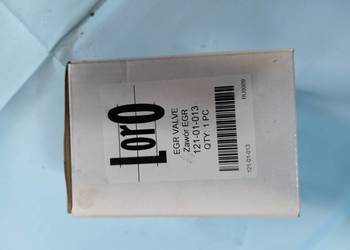 LorO
EGR VALVE
Zawór EGR
121-01-013
QTY: 1 PC
121-01-013